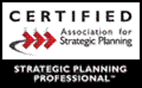 CERTIFIED
Association for
Strategic Planning
STRATEGIC PLANNING
PROFESSIONAL™